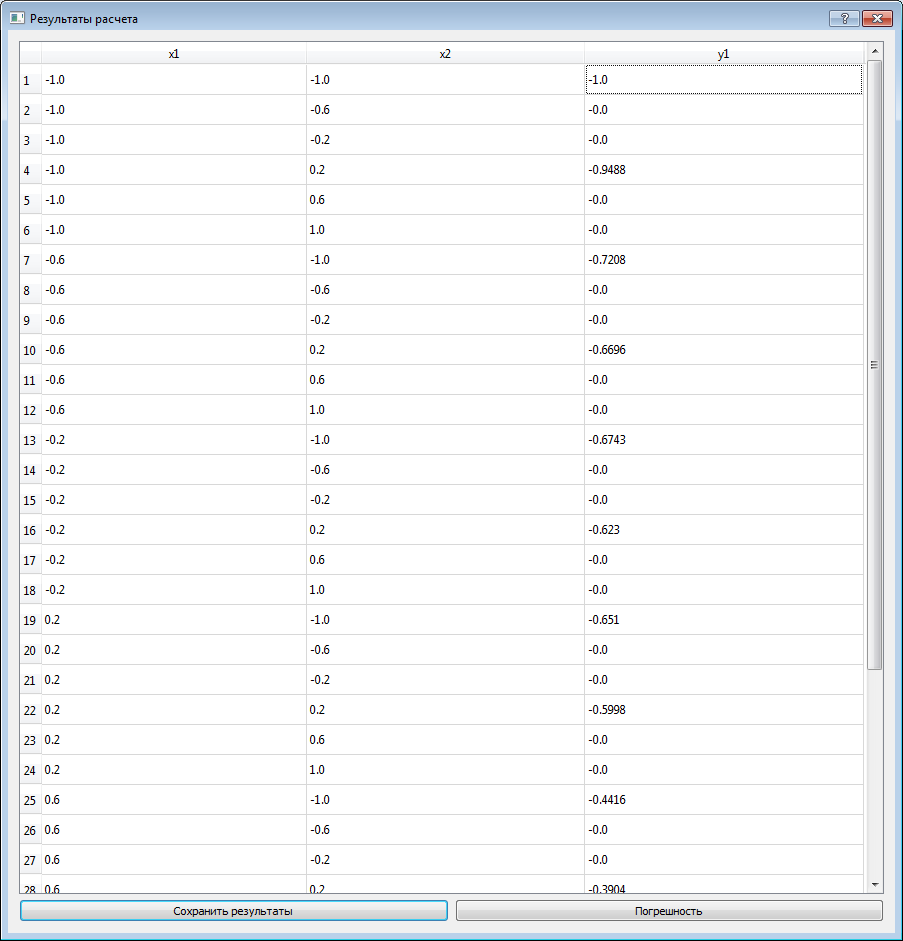 Результаты расчета
x1 x2 y1
1 -1.0 -1.0 -1.0
2 -1.0 -0.6 -0.0
3 -1.0 -0.2 -0.0
4 -1.0 0.2 -0.9488
5 -1.0 0.6 -0.0
6 -1.0 1.0 -0.0
7 -0.6 -1.0 -0.7208
8 -0.6 -0.6 -0.0
9 -0.6 -0.2 -0.0
10 -0.6 0.2 -0.6696
11 -0.6 0.6 -0.0
12 -0.6 1.0 -0.0
13 -0.2 -1.0 -0.6743
14 -0.2 -0.6 -0.0
15 -0.2 -0.2 -0.0
16 -0.2 0.2 -0.623
17 -0.2 0.6 -0.0
18 -0.2 1.0 -0.0
19 0.2 -1.0 -0.651
20 0.2 -0.6 -0.0
21 0.2 -0.2 -0.0
22 0.2 0.2 -0.5998
23 0.2 0.6 -0.0
24 0.2 1.0 -0.0
25 0.6 -1.0 -0.4416
26 0.6 -0.6 -0.0
27 0.6 -0.2 -0.0
28 0.6 0.2 -0.3904
Сохранить результаты Погрешность